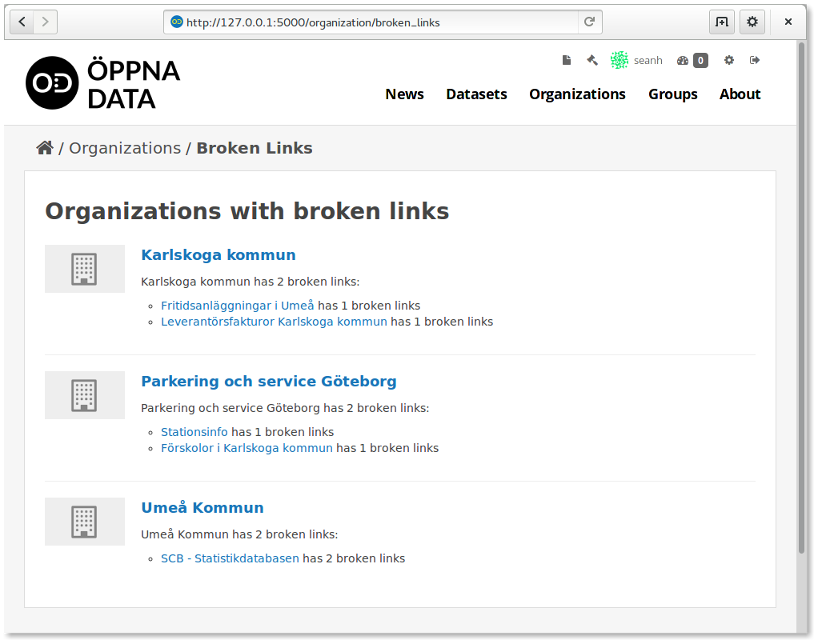 http://127.0.0.1:5000/organization/broken_links
seanh 0
OD ÖPPNA
DATA
News Datasets Organizations Groups About
/ Organizations / Broken Links
Organizations with broken links
Karlskoga kommun
Karlskoga kommun has 2 broken links:
Fritidsanläggningar i Umeå has 1 broken links
Leverantörsfakturor Karlskoga kommun has 1 broken links
Parkering och service Göteborg
Parkering och service Göteborg has 2 broken links:
Stationsinfo has 1 broken links
Förskolor i Karlskoga kommun has 1 broken links
Umeå Kommun
Umeå Kommun has 2 broken links:
SCB - Statistikdatabasen has 2 broken links